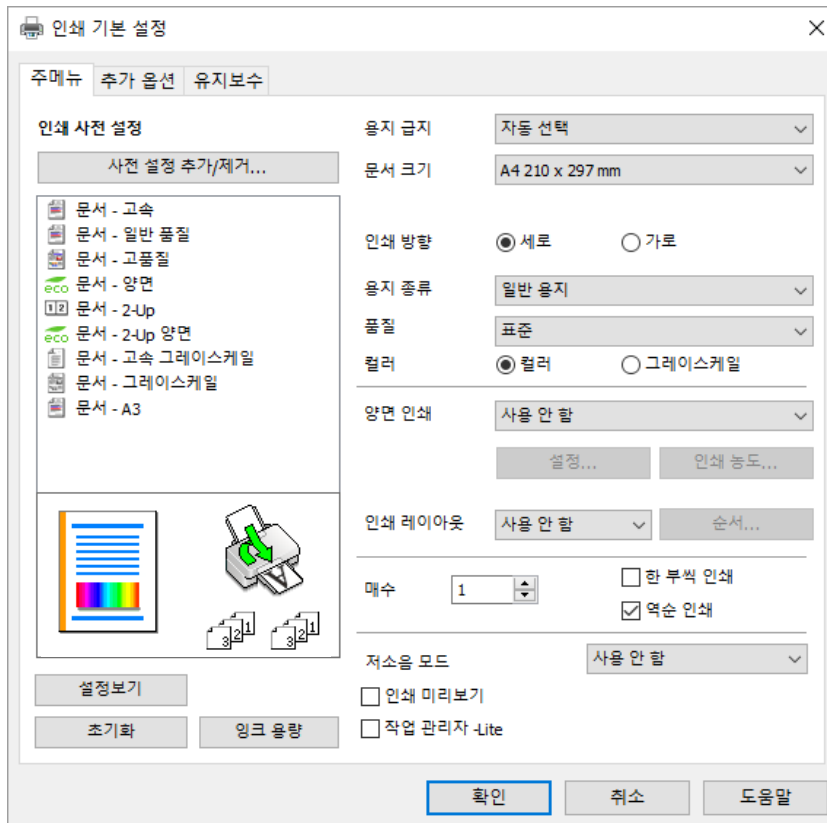 인쇄 기본 설정
주메뉴 추가 옵션 유지보수
인쇄 사전 설정
사전 설정 추가/제거...
문서 - 고속
문서 - 일반 품질
문서 - 고품질
eco 문서 - 양면
1 2 문서 - 2-Up
eco 문서 - 2-Up 양면
문서 - 고속 그레이스케일
문서 - 그레이스케일
문서 - A3
A
3 2 1 3 2 1
설정보기
초기화 잉크 용량
용지 급지 자동 선택
문서 크기 A4 210 x 297 mm
인쇄 방향 세로 가로
용지 종류 일반 용지
품질 표준
컬러 컬러 그레이스케일
양면 인쇄 사용 안 함
설정... 인쇄 농도...
인쇄 레이아웃 사용 안 함 순서...
매수 1 한 부씩 인쇄
역순 인쇄
저소음 모드 사용 안 함
인쇄 미리보기
작업 관리자 -Lite
확인 취소 도움말